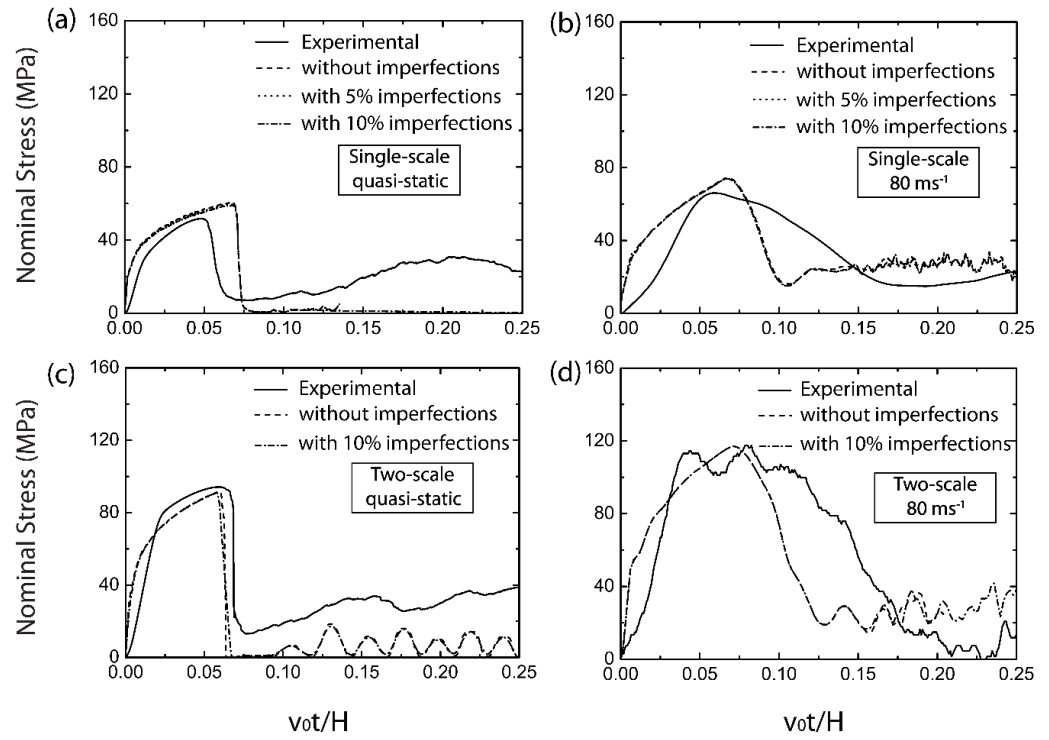 (a)
Nominal Stress (MPa)
160
120
80
40
0
Experimental
without imperfections
with 5% imperfections
with 10% imperfections
Single-scale
quasi-static
0.00 0.05 0.10 0.15 0.20 0.25
(b)
160
120
80
40
0
Experimental
without imperfections
with 5% imperfections
with 10% imperfections
Single-scale
80 ms⁻¹
0.00 0.05 0.10 0.15 0.20 0.25
(c)
Nominal Stress (MPa)
160
120
80
40
0
Experimental
without imperfections
with 10% imperfections
Two-scale
quasi-static
0.00 0.05 0.10 0.15 0.20 0.25
v₀t/H
(d)
160
120
80
40
0
Experimental
without imperfections
with 10% imperfections
Two-scale
80 ms⁻¹
0.00 0.05 0.10 0.15 0.20 0.25
v₀t/H